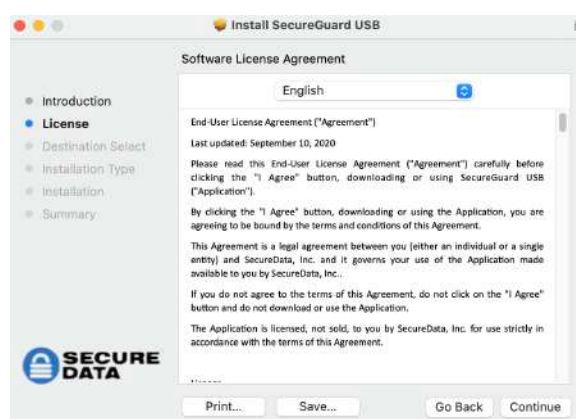 Install SecureGuard USB
Software License Agreement
English
Introduction
License
Destination Select
Installation Type
Installation
Summary
End-User License Agreement ("Agreement")
Last updated: September 10, 2020
Please read this End-User License Agreement ("Agreement") carefully before
clicking the "I Agree" button, downloading or using SecureGuard USB
("Application").
By clicking the "I Agree" button, downloading or using the Application, you are
agreeing to be bound by the terms and conditions of this Agreement.
This Agreement is a legal agreement between you (either an individual or a single
entity) and SecureData, Inc. and it governs your use of the Application made
available to you by SecureData, Inc..
If you do not agree to the terms of this Agreement, do not click on the "I Agree"
button and do not download or use the Application.
The Application is licensed, not sold, to you by SecureData, Inc. for use strictly in
accordance with the terms of this Agreement.
SECURE
DATA
Print...
Save...
Go Back
Continue